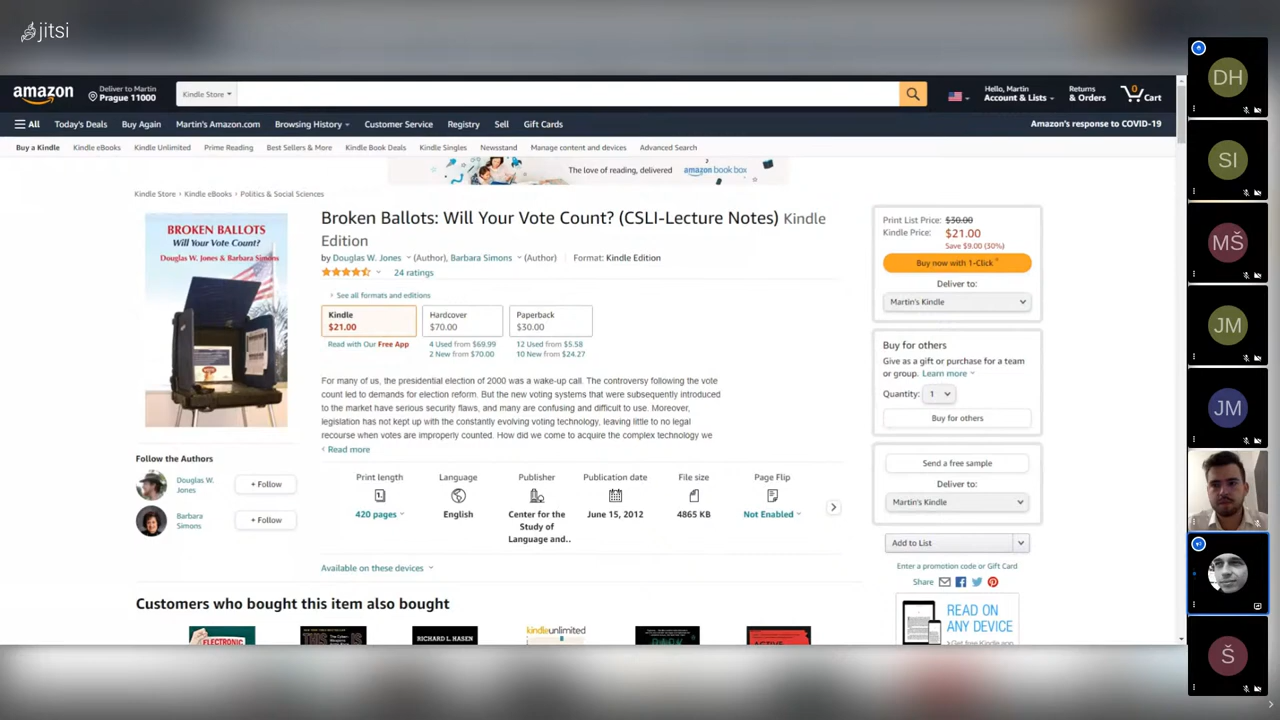 jitsi
amazon
Deliver to Martin
Prague 11000
Kindle Store
Hello, Martin
Account & Lists
Returns
& Orders
0
Cart
All
Today's Deals
Buy Again
Martin's Amazon.com
Browsing History
Customer Service
Registry
Sell
Gift Cards
Amazon's response to COVID-19
Buy a Kindle
Kindle eBooks
Kindle Unlimited
Prime Reading
Best Sellers & More
Kindle Book Deals
Kindle Singles
Newsstand
Manage content and devices
Advanced Search
The love of reading, delivered
amazon book box
Kindle Store › Kindle eBooks › Politics & Social Sciences
BROKEN BALLOTS
Will Your Vote Count?
Douglas W. Jones & Barbara Simons
Broken Ballots: Will Your Vote Count? (CSLI-Lecture Notes) Kindle
Edition
by Douglas W. Jones (Author), Barbara Simons (Author) | Format: Kindle Edition
24 ratings
› See all formats and editions
Kindle
$21.00
Hardcover
$70.00
Paperback
$30.00
Read with Our Free App
4 Used from $69.99
2 New from $70.00
12 Used from $5.58
10 New from $24.27
For many of us, the presidential election of 2000 was a wake-up call. The controversy following the vote
count led to demands for election reform. But the new voting systems that were subsequently introduced
to the market have serious security flaws, and many are confusing and difficult to use. Moreover,
legislation has not kept up with the constantly evolving voting technology, leaving little to no legal
recourse when votes are improperly counted. How did we come to acquire the complex technology we
Read more
Follow the Authors
Douglas W.
Jones
+ Follow
Barbara
Simons
+ Follow
Print length
420 pages
Language
English
Publisher
Center for the
Study of
Language and..
Publication date
June 15, 2012
File size
4865 KB
Page Flip
Not Enabled
Available on these devices
Customers who bought this item also bought
ELECTRONIC
THIS
RICHARD L. HASEN
kindleunlimited
ACTIVE
Print List Price: $30.00
Kindle Price: $21.00
Save $9.00 (30%)
Buy now with 1-Click
Deliver to:
Martin's Kindle
Buy for others
Give as a gift or purchase for a team
or group. Learn more
Quantity: 1
Buy for others
Send a free sample
Deliver to:
Martin's Kindle
Add to List
Enter a promotion code or Gift Card
Share
READ ON
ANY DEVICE
Get free Kindle app
DH
SI
MŠ
JM
JM
Š